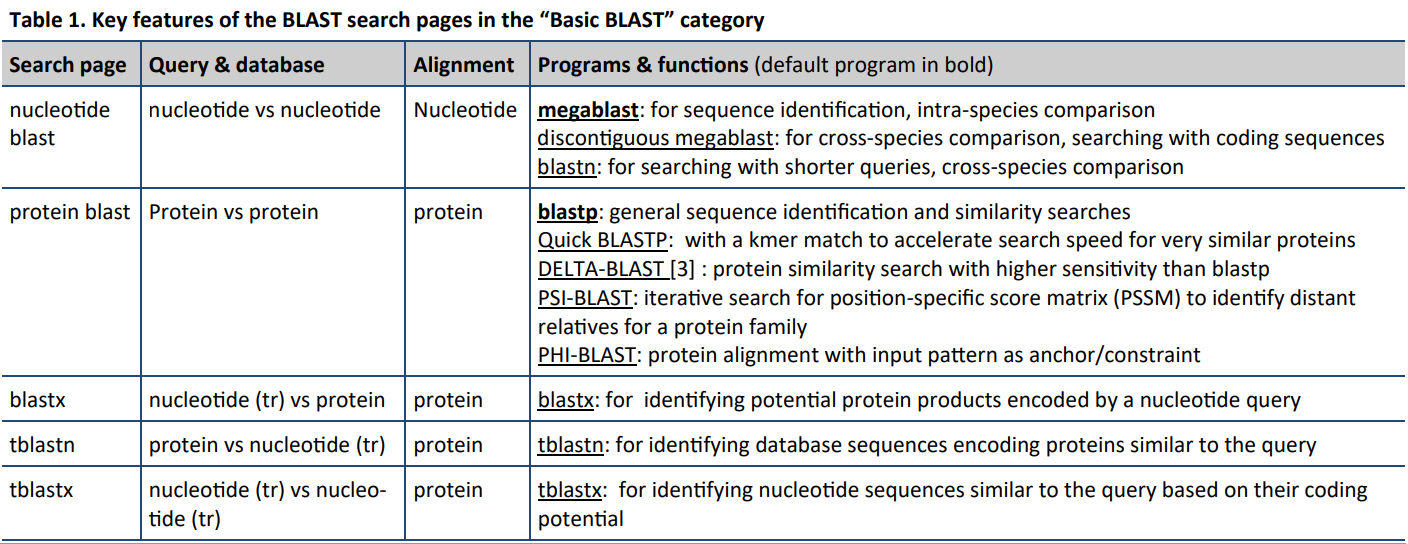 Table 1. Key features of the BLAST search pages in the “Basic BLAST” category
Search page Query & database Alignment Programs & functions (default program in bold)
nucleotide blast nucleotide vs nucleotide Nucleotide megablast: for sequence identification, intra-species comparison
discontiguous megablast: for cross-species comparison, searching with coding sequences
blastn: for searching with shorter queries, cross-species comparison
protein blast Protein vs protein protein blastp: general sequence identification and similarity searches
Quick BLASTP: with a kmer match to accelerate search speed for very similar proteins
DELTA-BLAST [3] : protein similarity search with higher sensitivity than blastp
PSI-BLAST: iterative search for position-specific score matrix (PSSM) to identify distant
relatives for a protein family
PHI-BLAST: protein alignment with input pattern as anchor/constraint
blastx nucleotide (tr) vs protein protein blastx: for identifying potential protein products encoded by a nucleotide query
tblastn protein vs nucleotide (tr) protein tblastn: for identifying database sequences encoding proteins similar to the query
tblastx nucleotide (tr) vs nucleo- protein tblastx: for identifying nucleotide sequences similar to the query based on their coding
tide (tr) potential